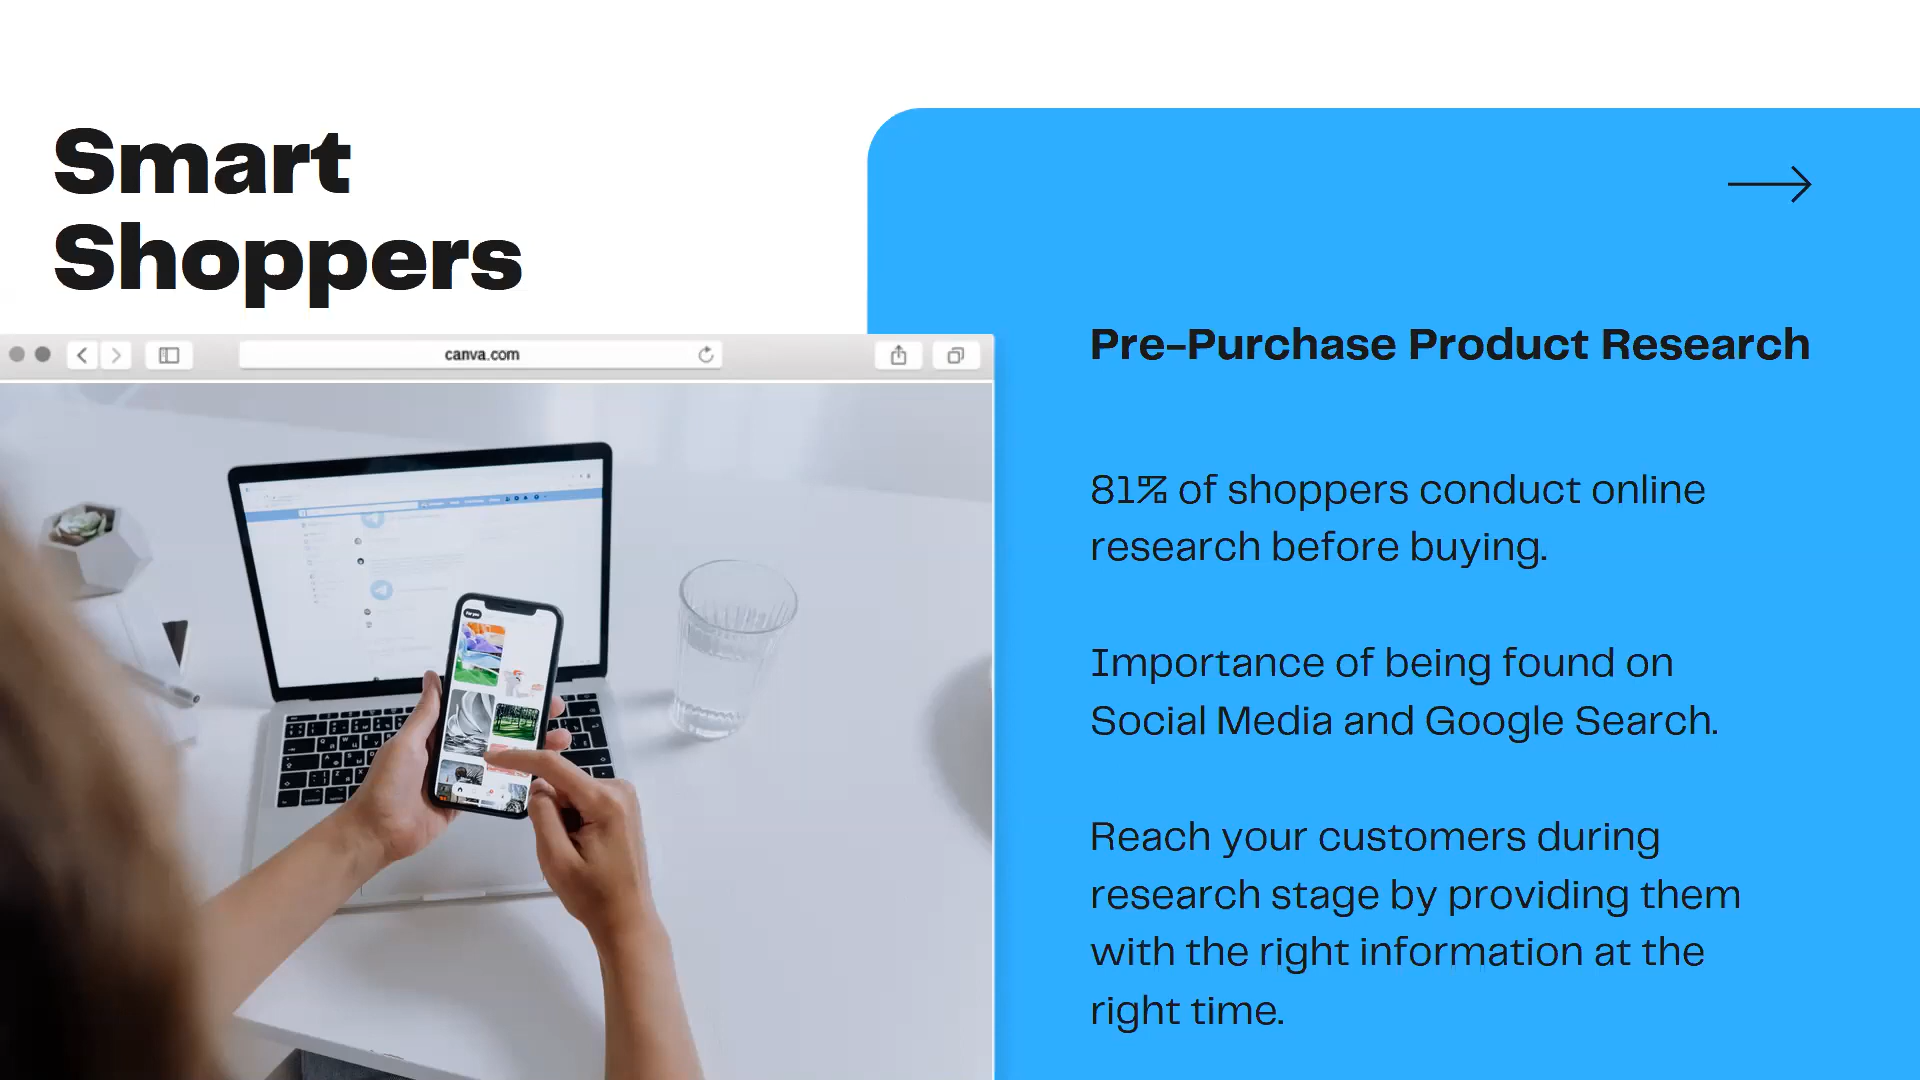 Smart
Shoppers
canva.com
Pre-Purchase Product Research
81% of shoppers conduct online
research before buying.
Importance of being found on
Social Media and Google Search.
Reach your customers during
research stage by providing them
with the right information at the
right time.
For you